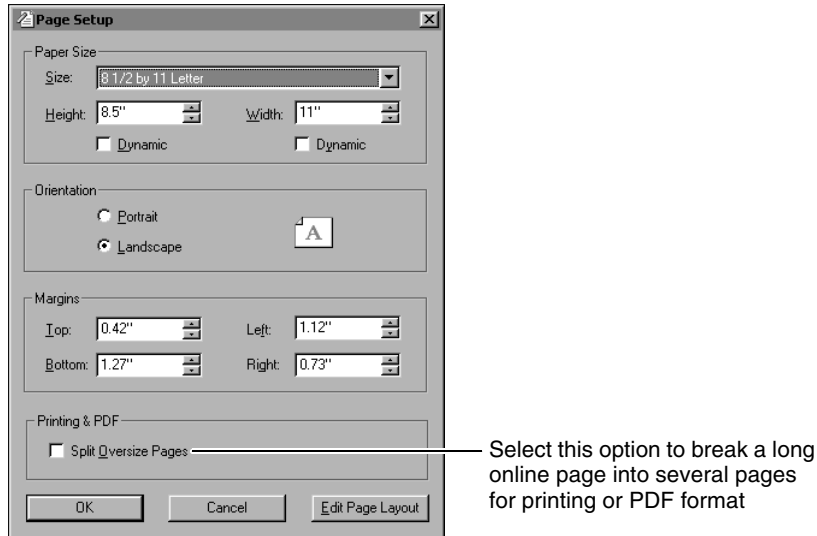 Page Setup
Paper Size
Size: 8 1/2 by 11 Letter
Height: 8.5" Width: 11"
Dynamic Dynamic
Orientation
Portrait
A
Landscape
Margins
Top: 0.42" Left: 1.12"
Bottom: 1.27" Right: 0.73"
Printing & PDF
Split Oversize Pages
Select this option to break a long
online page into several pages
for printing or PDF format
OK Cancel Edit Page Layout